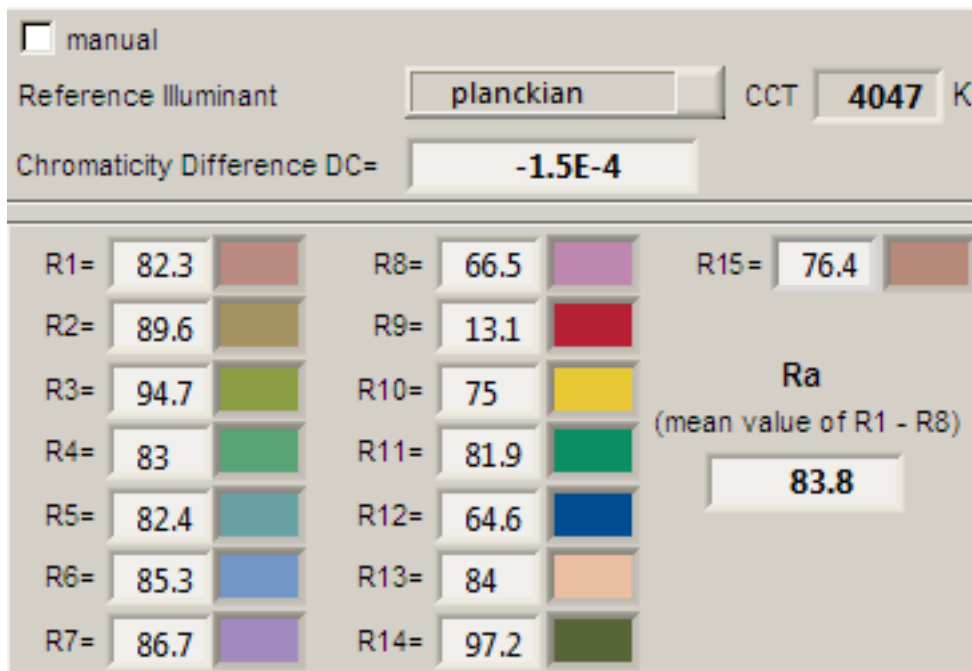 manual
Reference Illuminant planckian CCT 4047 K
Chromaticity Difference DC= -1.5E-4
R1= 82.3 R8= 66.5 R15= 76.4
R2= 89.6 R9= 13.1
R3= 94.7 R10= 75 Ra
(mean value of R1 - R8)
R4= 83 R11= 81.9
83.8
R5= 82.4 R12= 64.6
R6= 85.3 R13= 84
R7= 86.7 R14= 97.2